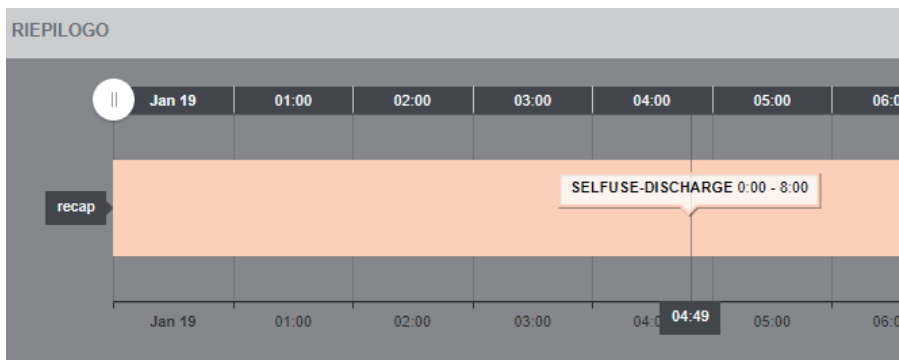 RIEPILOGO
Jan 19 01:00 02:00 03:00 04:00 05:00
SELFUSE-DISCHARGE 0:00 - 8:00
recap
Jan 19 01:00 02:00 03:00 04:49 05:00